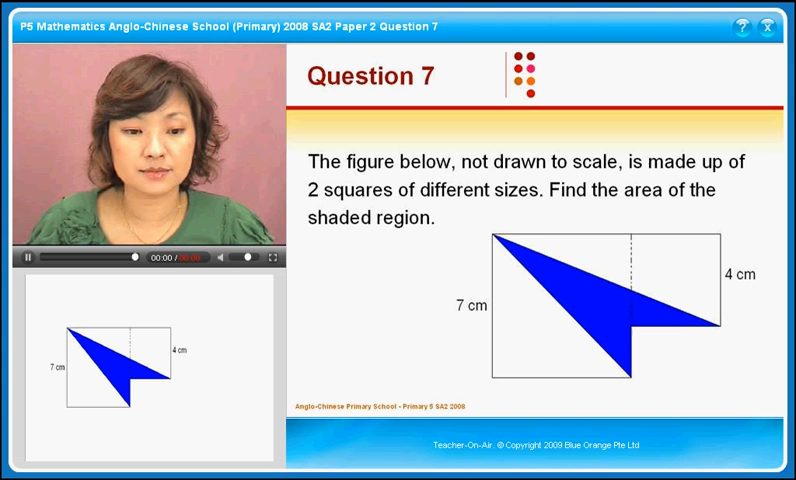 P5 Mathematics Anglo-Chinese School (Primary) 2008 SA2 Paper 2 Question 7
?
x
Question 7
The figure below, not drawn to scale, is made up of
2 squares of different sizes. Find the area of the
shaded region.
00:00 / 00:00
4 cm
7 cm
4 cm
7 cm
Anglo-Chinese Primary School - Primary 5 SA2 2008
Teacher-On-Air. © Copyright 2009 Blue Orange Pte Ltd